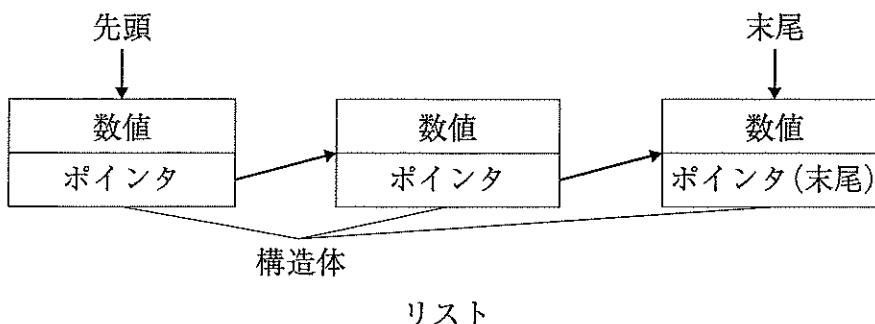 先頭 末尾
数値 数値 数値
ポインタ ポインタ ポインタ(末尾)
構造体
リスト